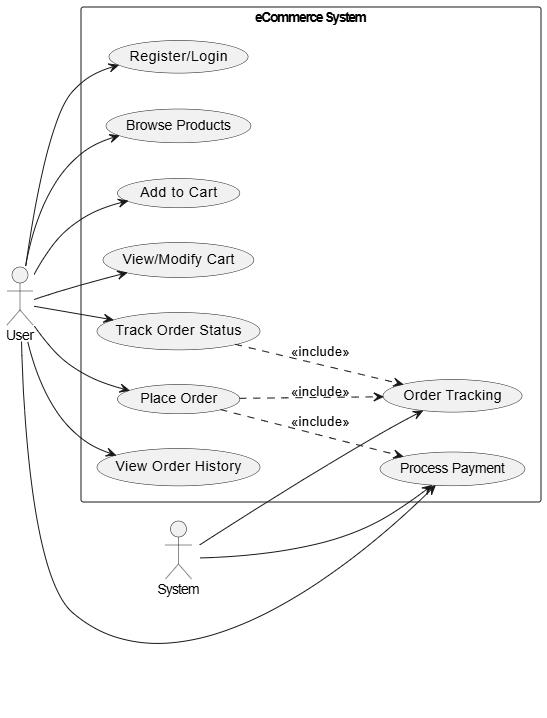 eCommerce System
Register/Login
Browse Products
Add to Cart
View/Modify Cart
User
Track Order Status
«include»
Place Order
«include»
Order Tracking
«include»
View Order History
Process Payment
System